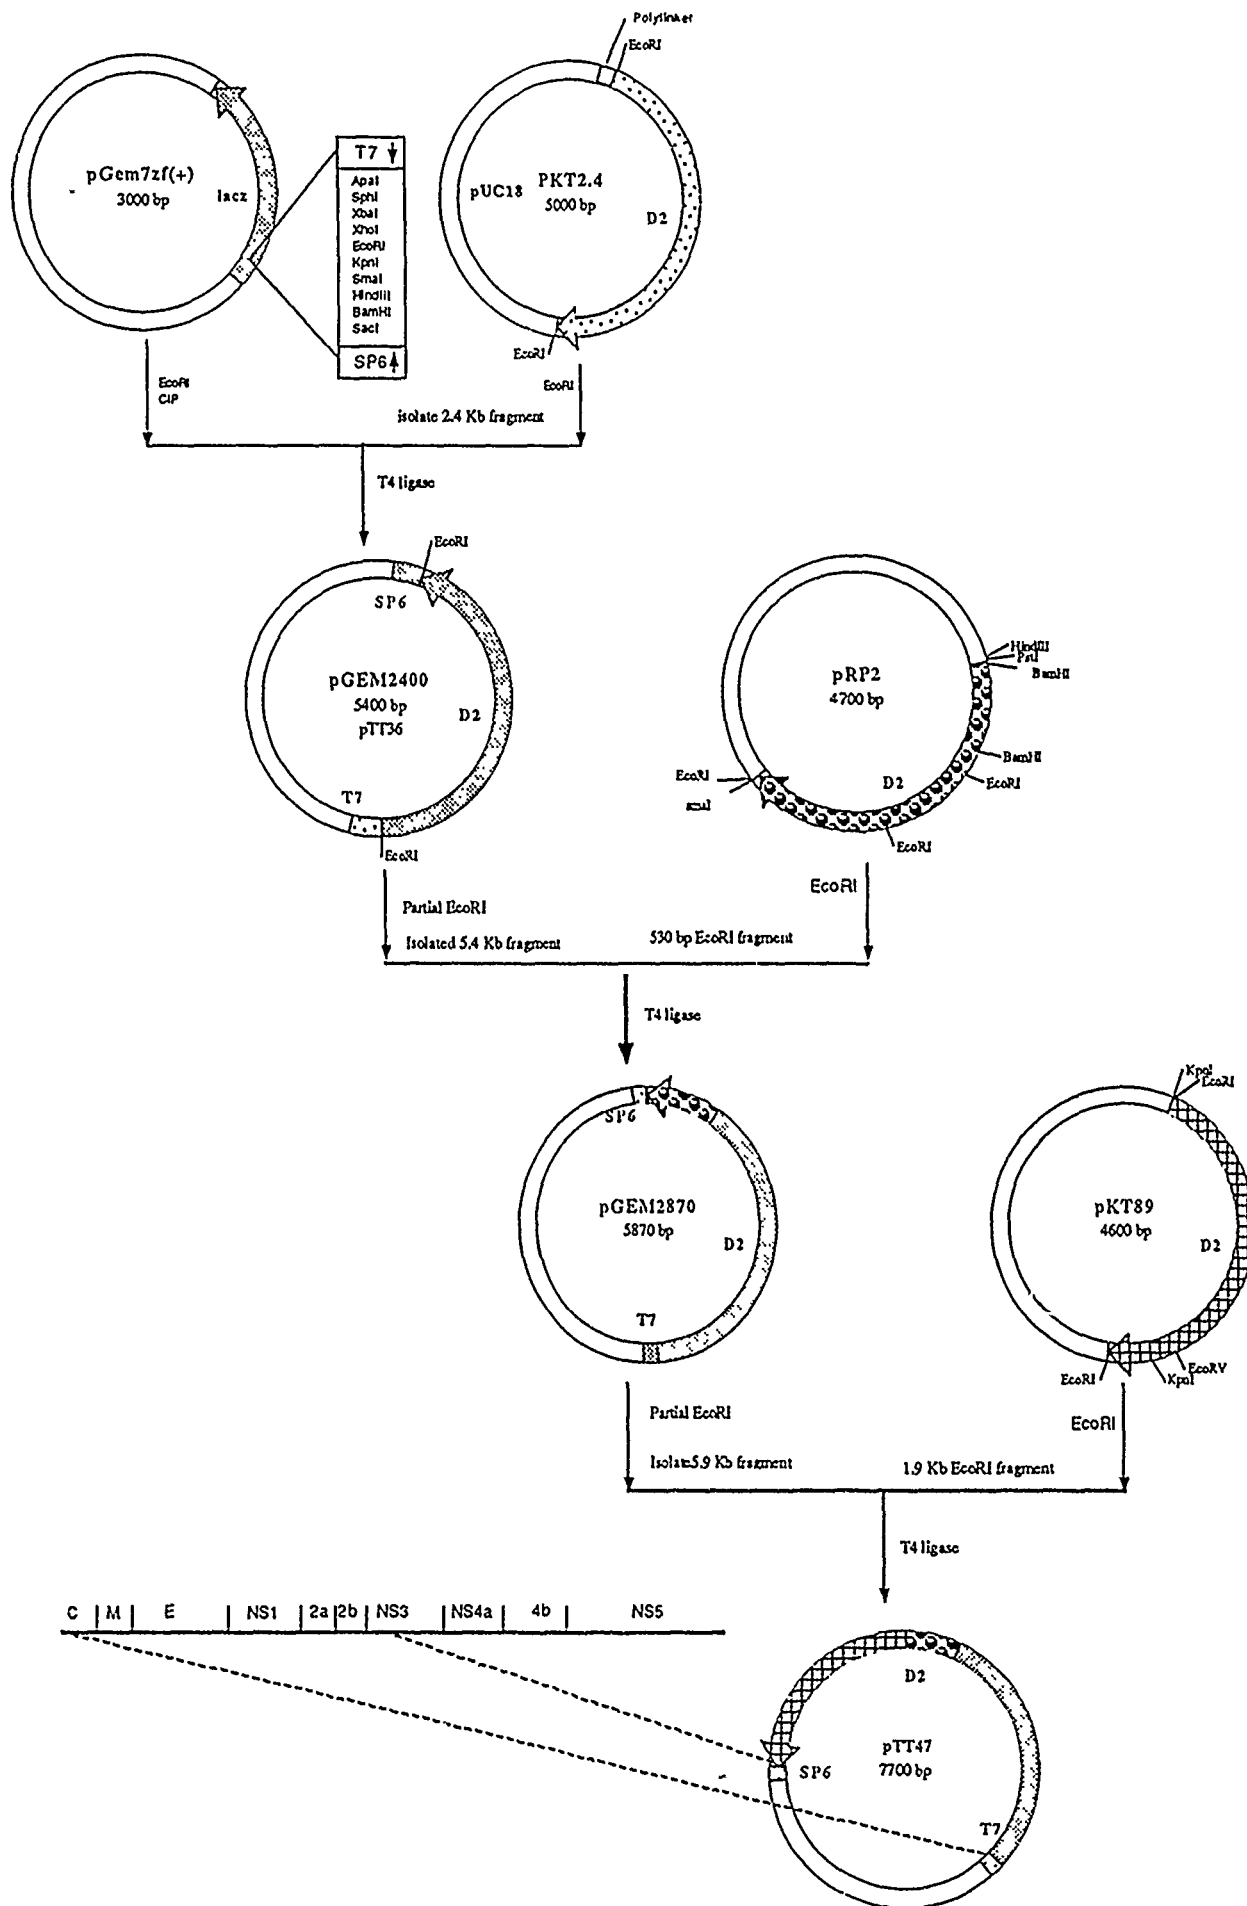 Polylinker
EcoRI
pGem7zf(+)
3000 bp
lacz
T7
ApaI
SphI
XbaI
XhoI
EcoRI
KpnI
SmaI
HindIII
BamHI
SacI
SP6
pUC18
PKT2.4
5000 bp
D2
EcoRI
EcoRI
CIP
EcoRI
isolate 2.4 Kb fragment
T4 ligase
EcoRI
SP6
pGEM2400
5400 bp
pTT36
D2
T7
EcoRI
pRP2
4700 bp
HindIII
PstI
BamHI
BamHI
EcoRI
D2
EcoRI
smaI
EcoRI
Partial EcoRI
Isolated 5.4 Kb fragment
EcoRI
530 bp EcoRI fragment
T4 ligase
SP6
pGEM2870
5870 bp
D2
T7
KpnI
EcoRI
pKT89
4600 bp
D2
EcoRV
KpnI
EcoRI
Partial EcoRI
Isolate5.9 Kb fragment
EcoRI
1.9 Kb EcoRI fragment
T4 ligase
C M E NS1 2a 2b NS3 NS4a 4b NS5
D2
pTT47
7700 bp
SP6
T7